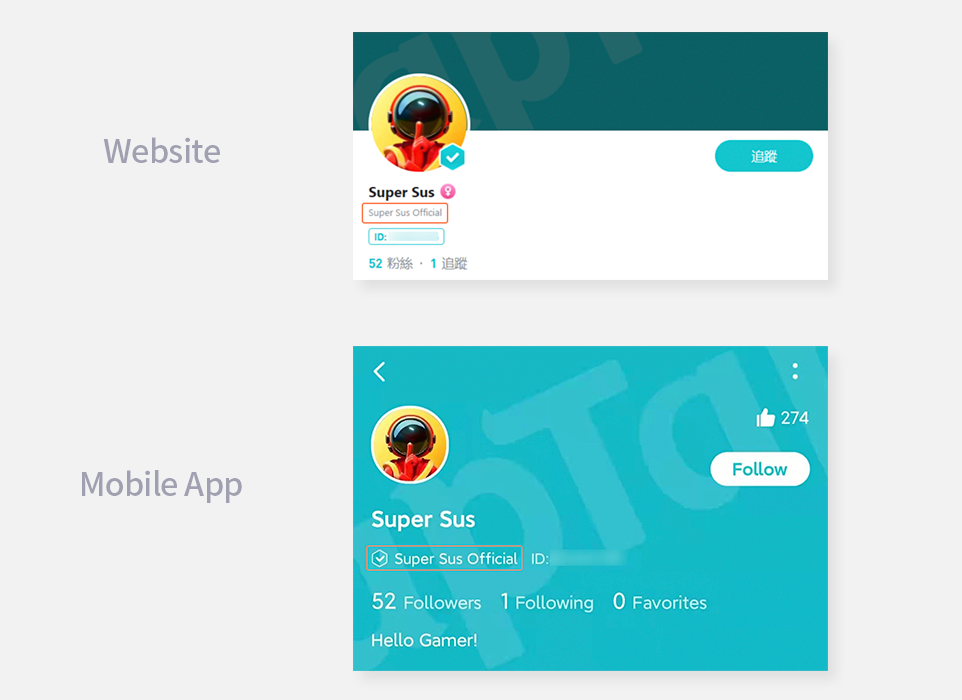 Website
追蹤
Super Sus
Super Sus Official
ID:
52 粉絲 · 1 追蹤
Mobile App
274
Follow
Super Sus
Super Sus Official ID:
52 Followers 1 Following 0 Favorites
Hello Gamer!
TapTap